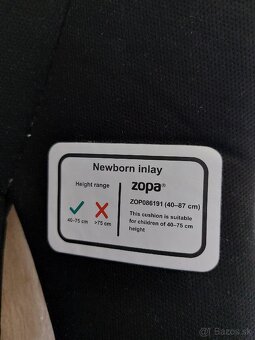 Newborn inlay
Height range
40-75 cm
>75 cm
zopa®
ZOP086191 (40-87 cm)
This cushion is suitable
for children of 40-75 cm
height
© Bazos.sk